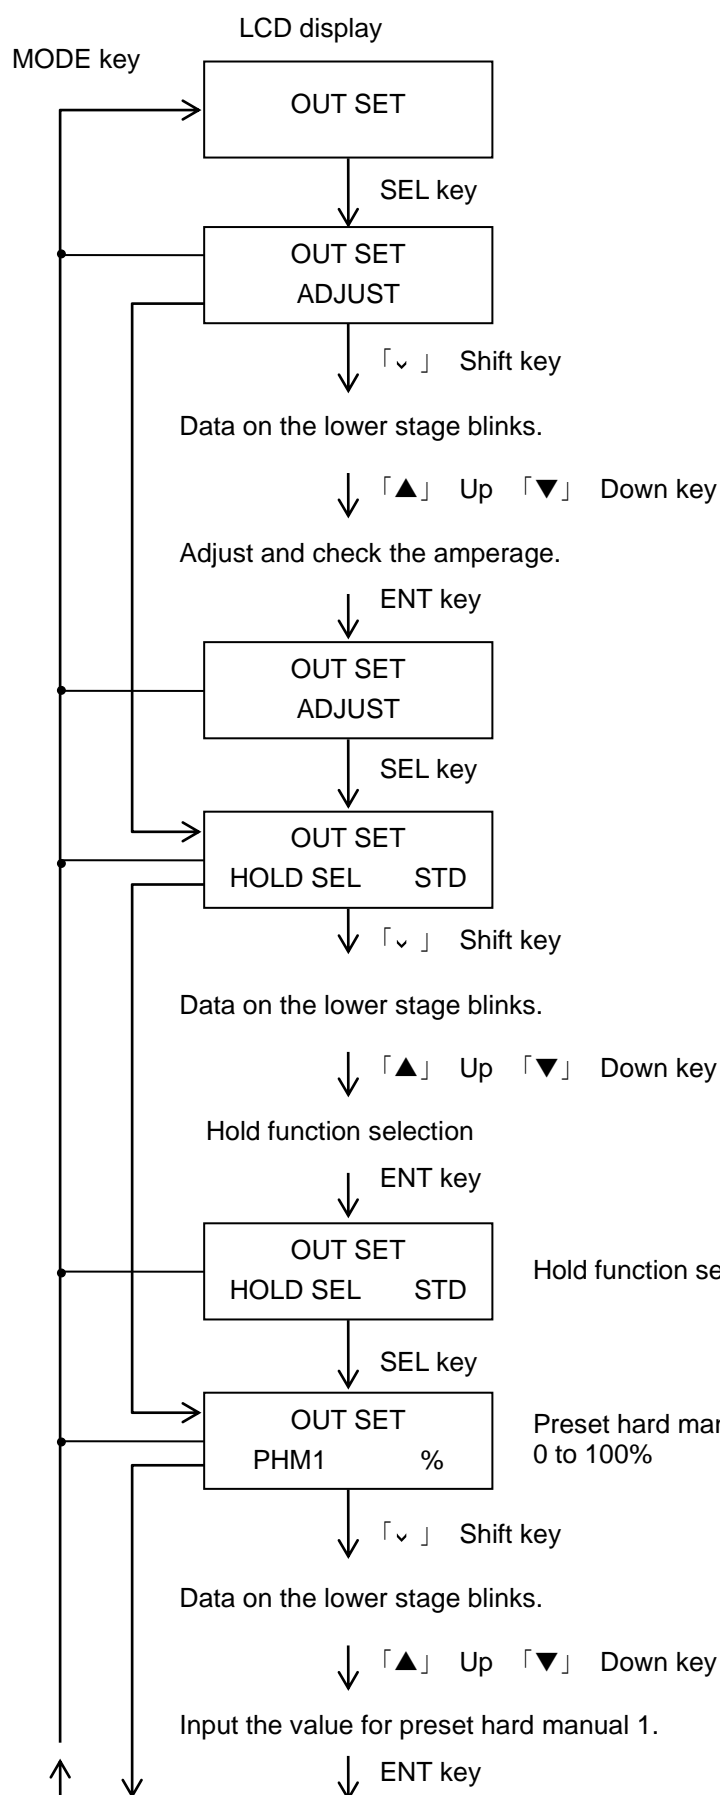 LCD display
MODE key
OUT SET
SEL key
OUT SET
ADJUST
「⌄」 Shift key
Data on the lower stage blinks.
「▲」 Up 「▼」 Down key
Adjust and check the amperage.
ENT key
OUT SET
ADJUST
SEL key
OUT SET
HOLD SEL STD
「⌄」 Shift key
Data on the lower stage blinks.
「▲」 Up 「▼」 Down key
Hold function selection
ENT key
OUT SET
HOLD SEL STD
Hold function se
SEL key
OUT SET
PHM1 %
Preset hard mar
0 to 100%
「⌄」 Shift key
Data on the lower stage blinks.
「▲」 Up 「▼」 Down key
Input the value for preset hard manual 1.
ENT key